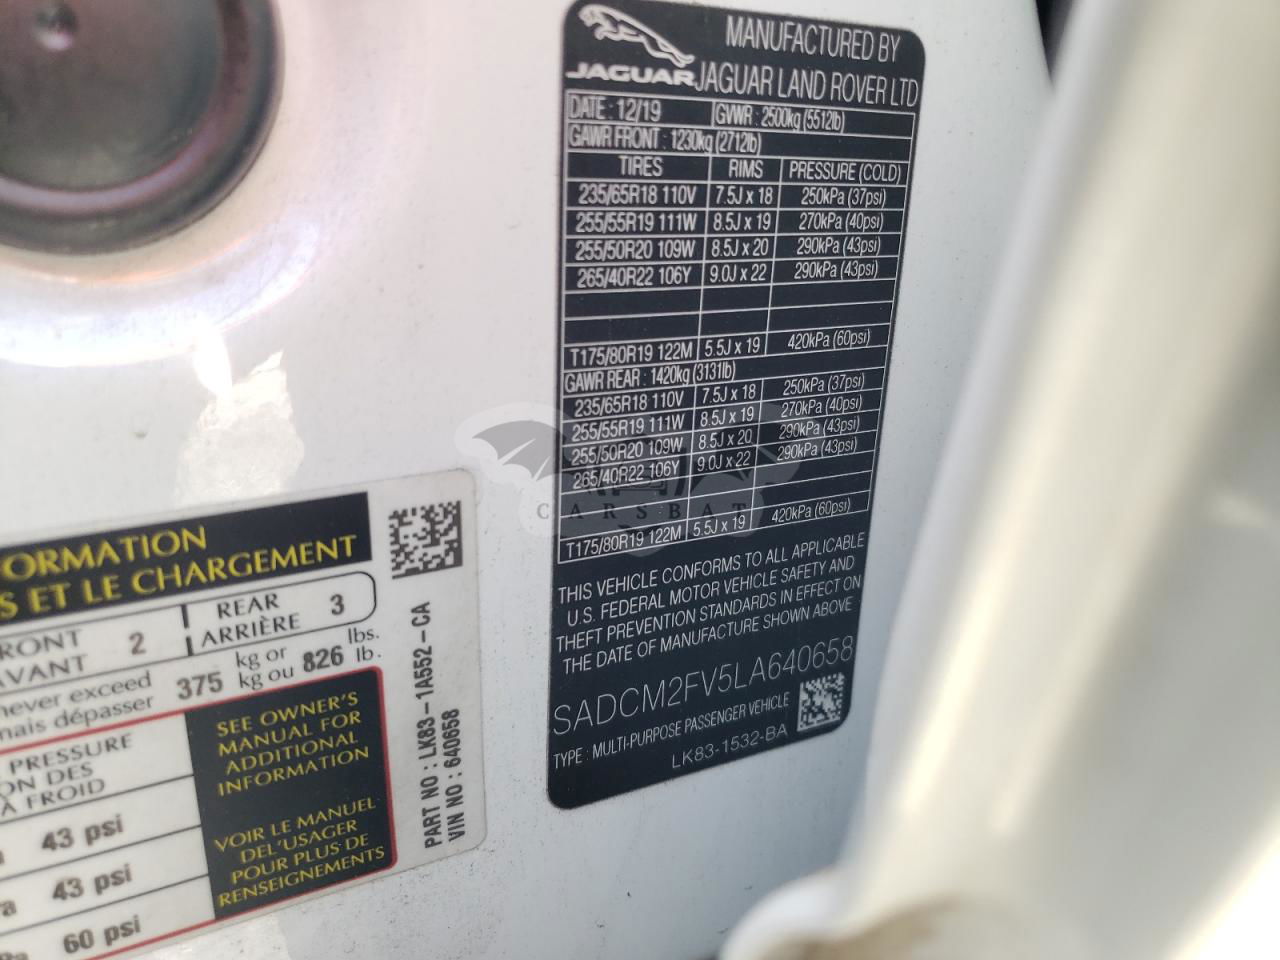 JAGUAR
MANUFACTURED BY
JAGUAR LAND ROVER LTD
DATE : 12/19 GVWR : 2500kg (5512lb)
GAWR FRONT : 1230kg (2712lb)
TIRES RIMS PRESSURE (COLD)
235/65R18 110V 7.5J x 18 250kPa (37psi)
255/55R19 111W 8.5J x 19 270kPa (40psi)
255/50R20 109W 8.5J x 20 290kPa (43psi)
265/40R22 106Y 9.0J x 22 290kPa (43psi)
T175/80R19 122M 5.5J x 19 420kPa (60psi)
GAWR REAR : 1420kg (3131lb)
235/65R18 110V 7.5J x 18 250kPa (37psi)
255/55R19 111W 8.5J x 19 270kPa (40psi)
255/50R20 109W 8.5J x 20 290kPa (43psi)
265/40R22 106Y 9.0J x 22 290kPa (43psi)
T175/80R19 122M 5.5J x 19 420kPa (60psi)
THIS VEHICLE CONFORMS TO ALL APPLICABLE
U.S. FEDERAL MOTOR VEHICLE SAFETY AND
THEFT PREVENTION STANDARDS IN EFFECT ON
THE DATE OF MANUFACTURE SHOWN ABOVE
SADCM2FV5LA640658
TYPE : MULTI-PURPOSE PASSENGER VEHICLE
LK83-1532-BA
CARSBAT
ORMATION
S ET LE CHARGEMENT
RONT 2 REAR 3
AVANT ARRIÈRE
never exceed 375 kg or 826 lbs.
mais dépasser kg ou lb.
PRESSURE
ON DES
À FROID
43 psi
a 43 psi
Pa 60 psi
SEE OWNER'S
MANUAL FOR
ADDITIONAL
INFORMATION
VOIR LE MANUEL
DEL'USAGER
POUR PLUS DE
RENSEIGNEMENTS
PART NO : LK83-1A552-CA
VIN NO : 640658